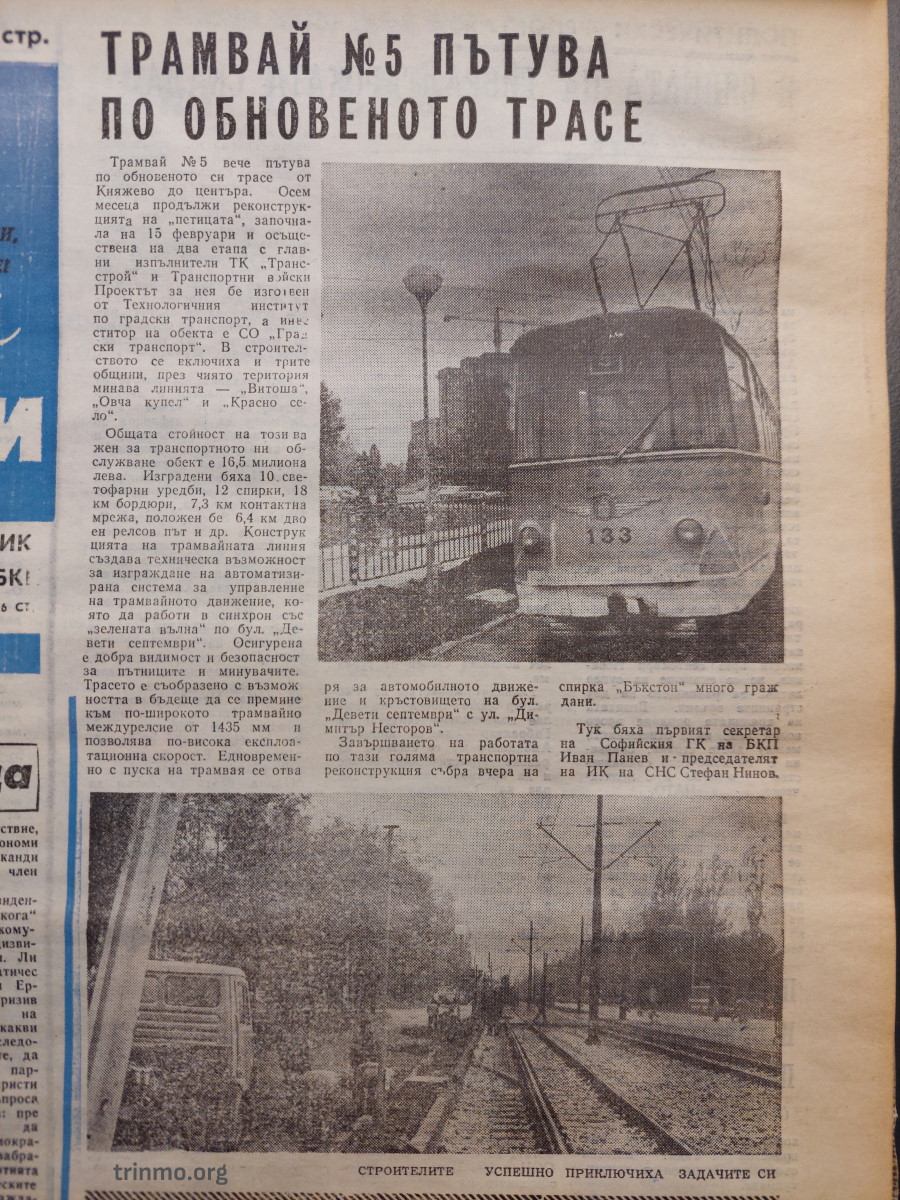 стр.
ТРАМВАЙ №5 ПЪТУВА
ПО ОБНОВЕНОТО ТРАСЕ
Трамвай №5 вече пътува
по обновеното си трасе от
Княжево до центъра. Осем
месеца продължи реконструк-
цията на „петицата“, започна-
ла на 15 февруари и осъще-
ствена на два етапа с глав-
ни изпълнители ТК „Транс-
строй“ и Транспортни войски
Проектът за нея бе изготвен
от Технологичния институт
по градски транспорт, а инве
ститор на обекта е СО „Град
ски транспорт“. В строител-
ството се включиха и трите
общини, през чиято територия
минава линията — „Витоша“,
„Овча купел“ и „Красно се-
ло“.
Общата стойност на този ва
жен за транспортното ни об-
служване обект е 16,5 милиона
лева. Изградени бяха 10 све-
тофарни уредби, 12 спирки, 18
км бордюри, 7,3 км контактна
мрежа, положен бе 6,4 км дво
ен релсов път и др. Конструк
цията на трамвайната линия
създава техническа възможност
за изграждане на автоматизи-
рана система за управление
на трамвайното движение, ко-
ято да работи в синхрон със
„зелената вълна“ по бул. „Де-
вети септември“. Осигурена
е добра видимост и безопасност
за пътниците и минувачите.
Трасето е съобразено с възмож
ността в бъдеще да се премине
към по-широкото трамвайно
междурелсие от 1435 мм и
позволява по-висока експлоа-
тационна скорост. Едновремен-
но с пуска на трамвая се отва
ря за автомобилното движе-
ние и кръстовището на бул.
„Девети септември“ с ул. „Ди-
митър Несторов“.
Завършването на работата
по тази голяма транспортна
реконструкция събра вчера на
спирка „Бъкстон“ много граж
дани.
Тук бяха първият секретар
на Софийския ГК на БКП
Иван Панев и председателят
на ИК на СНС Стефан Нинов.
133
СТРОИТЕЛИТЕ УСПЕШНО ПРИКЛЮЧИХА ЗАДАЧИТЕ СИ
trinmo.org